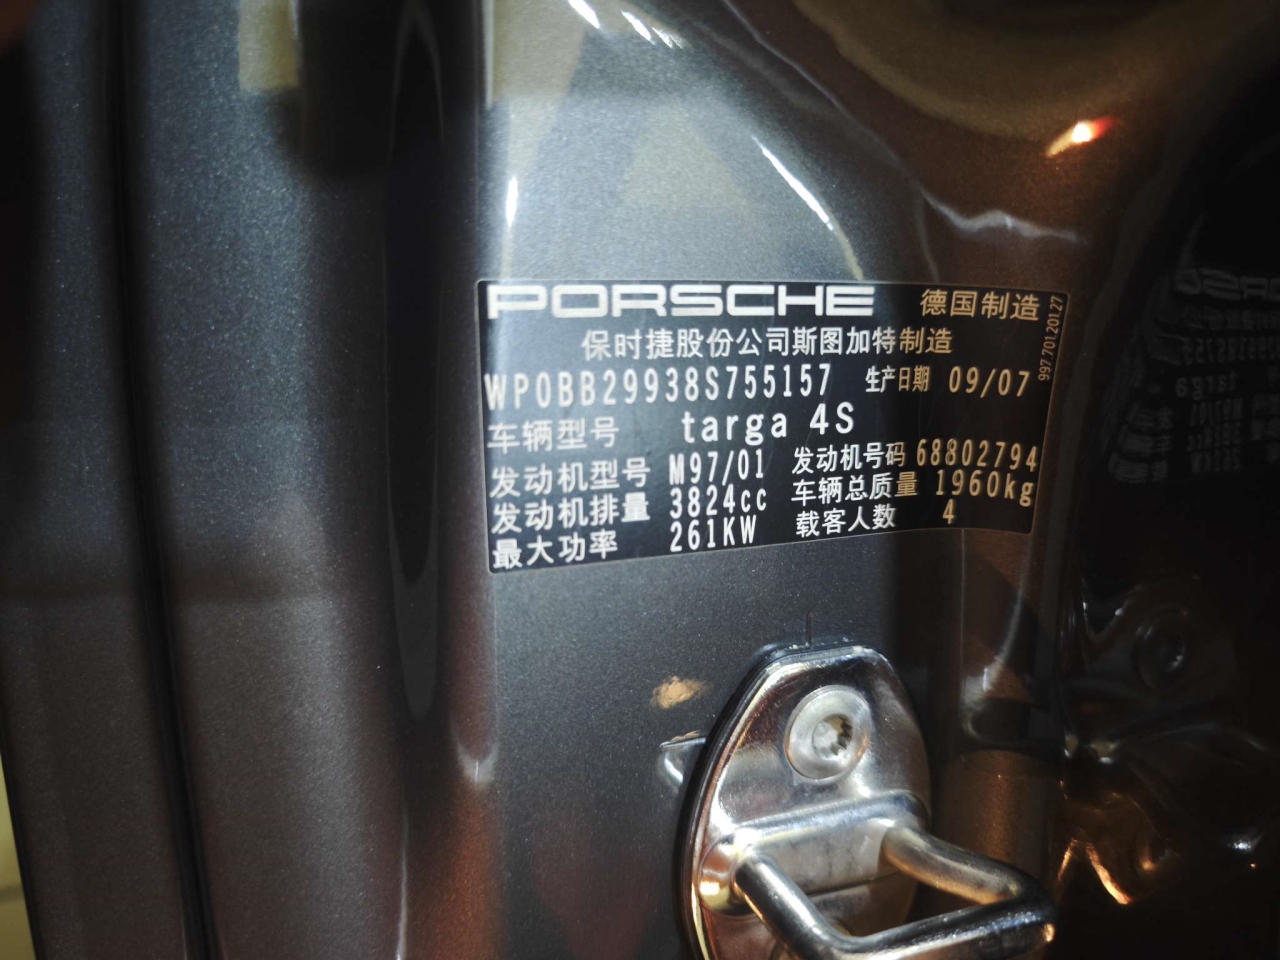 PORSCHE 德国制造
保时捷股份公司斯图加特制造
WP0BB29938S755157 生产日期 09/07
车辆型号 targa 4S
发动机型号 M97/01 发动机号码 68802794
发动机排量 3824cc 车辆总质量 1960kg
最大功率 261KW 载客人数 4
997.701.201.27